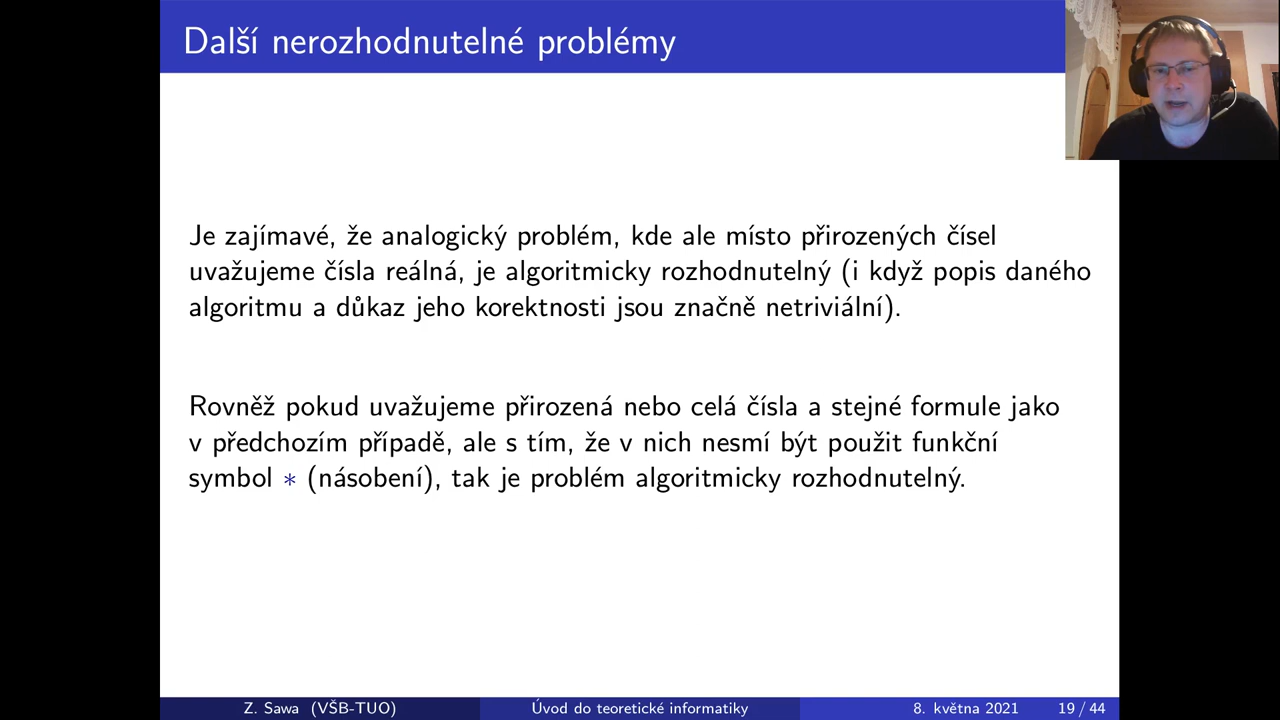 Další nerozhodnutelné problémy
Je zajímavé, že analogický problém, kde ale místo přirozených čísel
uvažujeme čísla reálná, je algoritmicky rozhodnutelný (i když popis daného
algoritmu a důkaz jeho korektnosti jsou značně netriviální).
Rovněž pokud uvažujeme přirozená nebo celá čísla a stejné formule jako
v předchozím případě, ale s tím, že v nich nesmí být použit funkční
symbol ∗ (násobení), tak je problém algoritmicky rozhodnutelný.
Z. Sawa (VŠB-TUO) Úvod do teoretické informatiky 8. května 2021 19 / 44